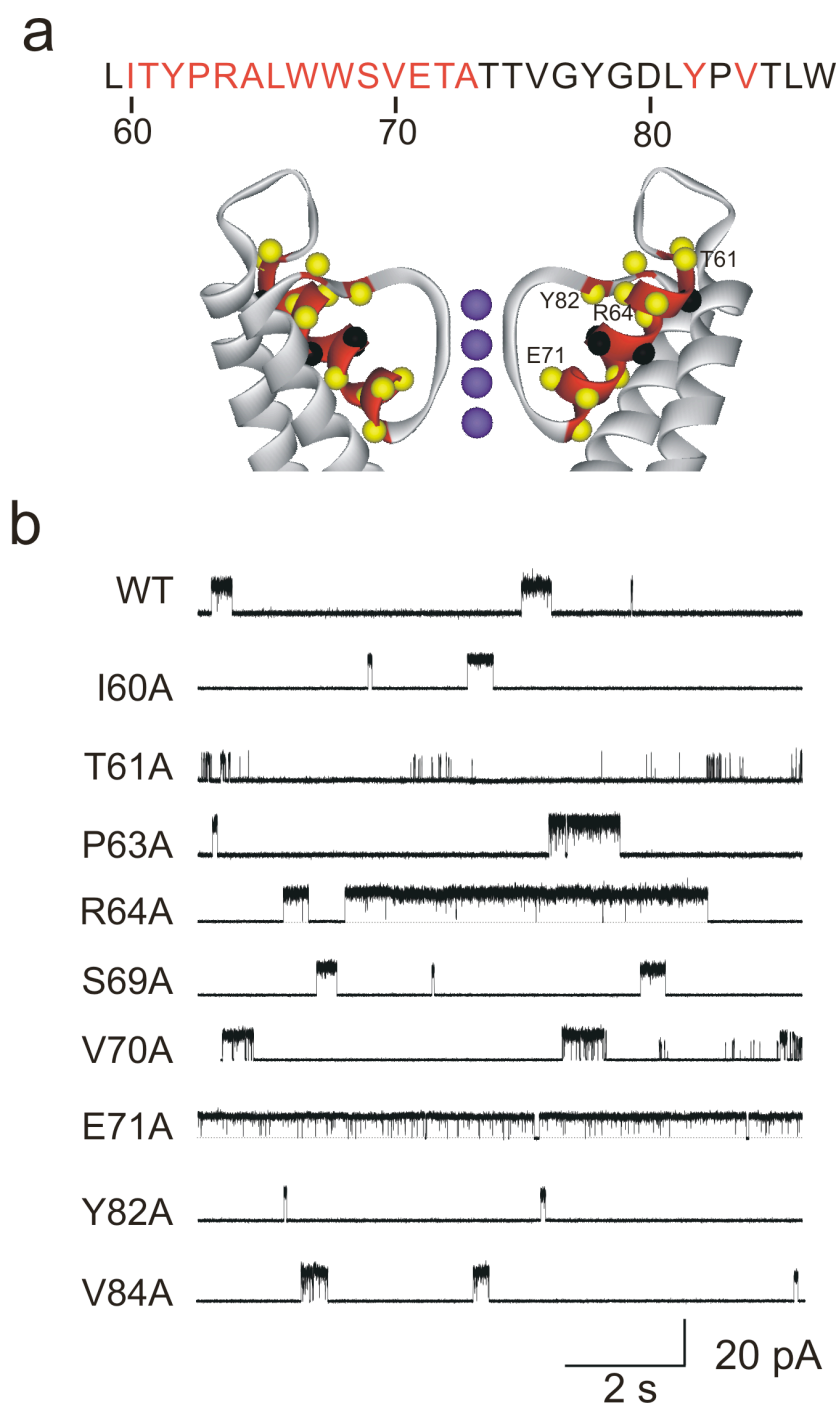 a
LITYPRALWWSVETATTVGYGDLYPVTLW
60 70 80
T61
Y82
R64
E71
b
WT
I60A
T61A
P63A
R64A
S69A
V70A
E71A
Y82A
V84A
20 pA
2 s